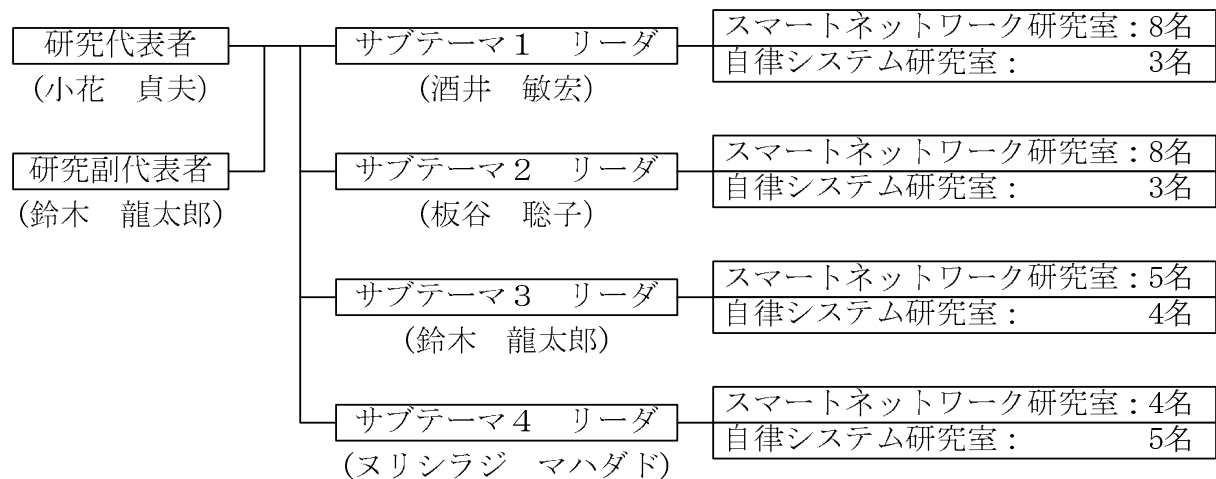 研究代表者
(小花　貞夫)
研究副代表者
(鈴木　龍太郎)
サブテーマ１　リーダ
(酒井　敏宏)
スマートネットワーク研究室：8名
自律システム研究室：　3名
サブテーマ２　リーダ
(板谷　聡子)
スマートネットワーク研究室：8名
自律システム研究室：　3名
サブテーマ３　リーダ
(鈴木　龍太郎)
スマートネットワーク研究室：5名
自律システム研究室：　4名
サブテーマ４　リーダ
(ヌリシラジ　マハダド)
スマートネットワーク研究室：4名
自律システム研究室：　5名